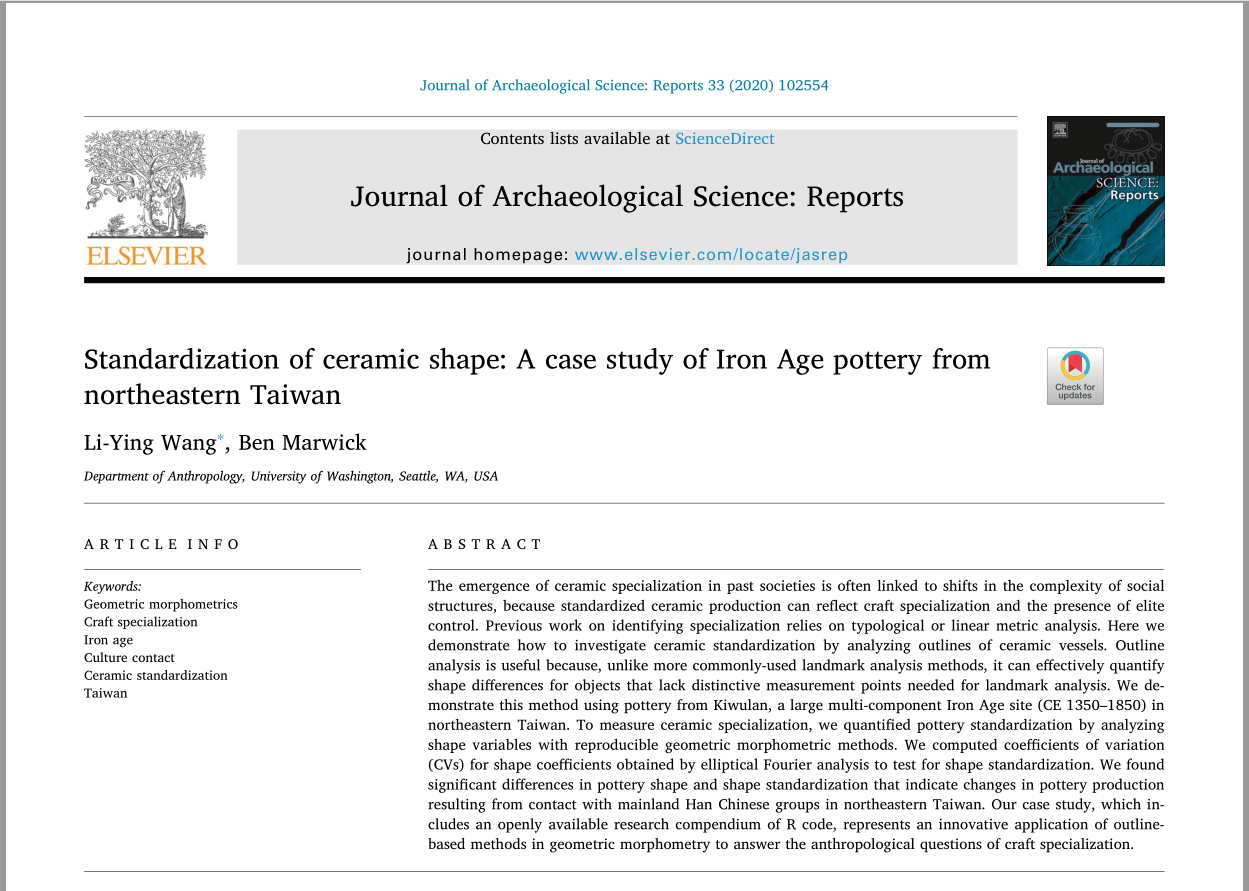 Journal of Archaeological Science: Reports 33 (2020) 102554
Contents lists available at ScienceDirect
Journal of Archaeological Science: Reports
journal homepage: www.elsevier.com/locate/jasrep
ELSEVIER
Journal of
Archaeological
SCIENCE:
Reports
Standardization of ceramic shape: A case study of Iron Age pottery from
northeastern Taiwan
Check for
updates
Li-Ying Wang*, Ben Marwick
Department of Anthropology, University of Washington, Seattle, WA, USA
ARTICLE INFO
Keywords:
Geometric morphometrics
Craft specialization
Iron age
Culture contact
Ceramic standardization
Taiwan
ABSTRACT
The emergence of ceramic specialization in past societies is often linked to shifts in the complexity of social
structures, because standardized ceramic production can reflect craft specialization and the presence of elite
control. Previous work on identifying specialization relies on typological or linear metric analysis. Here we
demonstrate how to investigate ceramic standardization by analyzing outlines of ceramic vessels. Outline
analysis is useful because, unlike more commonly-used landmark analysis methods, it can effectively quantify
shape differences for objects that lack distinctive measurement points needed for landmark analysis. We de-
monstrate this method using pottery from Kiwulan, a large multi-component Iron Age site (CE 1350–1850) in
northeastern Taiwan. To measure ceramic specialization, we quantified pottery standardization by analyzing
shape variables with reproducible geometric morphometric methods. We computed coefficients of variation
(CVs) for shape coefficients obtained by elliptical Fourier analysis to test for shape standardization. We found
significant differences in pottery shape and shape standardization that indicate changes in pottery production
resulting from contact with mainland Han Chinese groups in northeastern Taiwan. Our case study, which in-
cludes an openly available research compendium of R code, represents an innovative application of outline-
based methods in geometric morphometry to answer the anthropological questions of craft specialization.